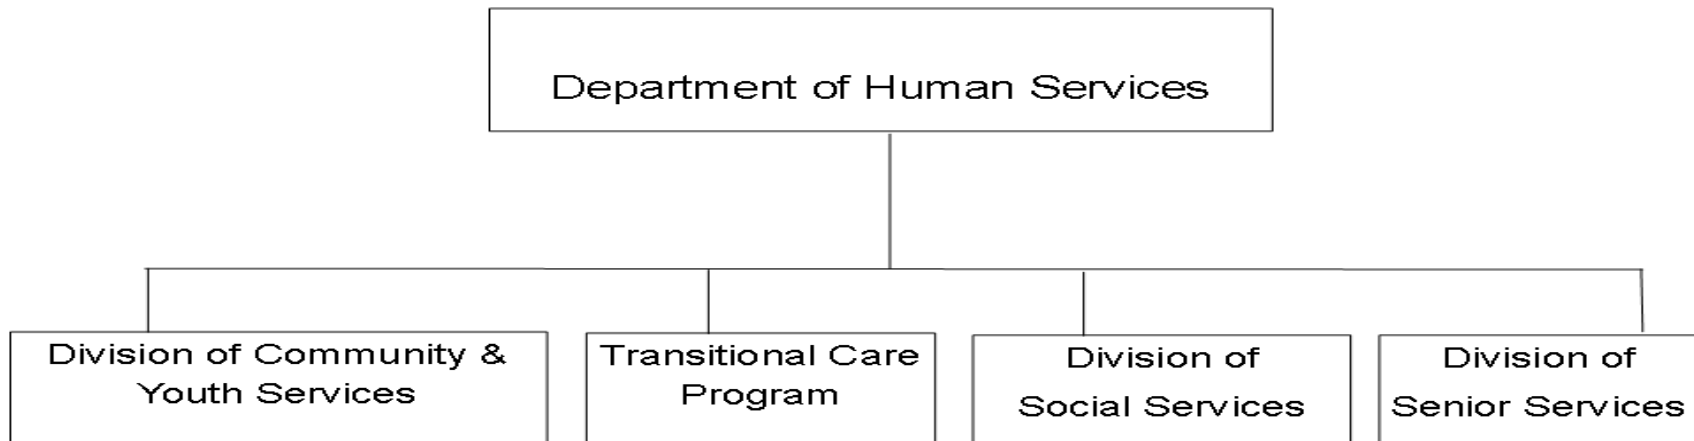 Department of Human Services
Division of Community &
Youth Services
Transitional Care
Program
Division of
Social Services
Division of
Senior Services